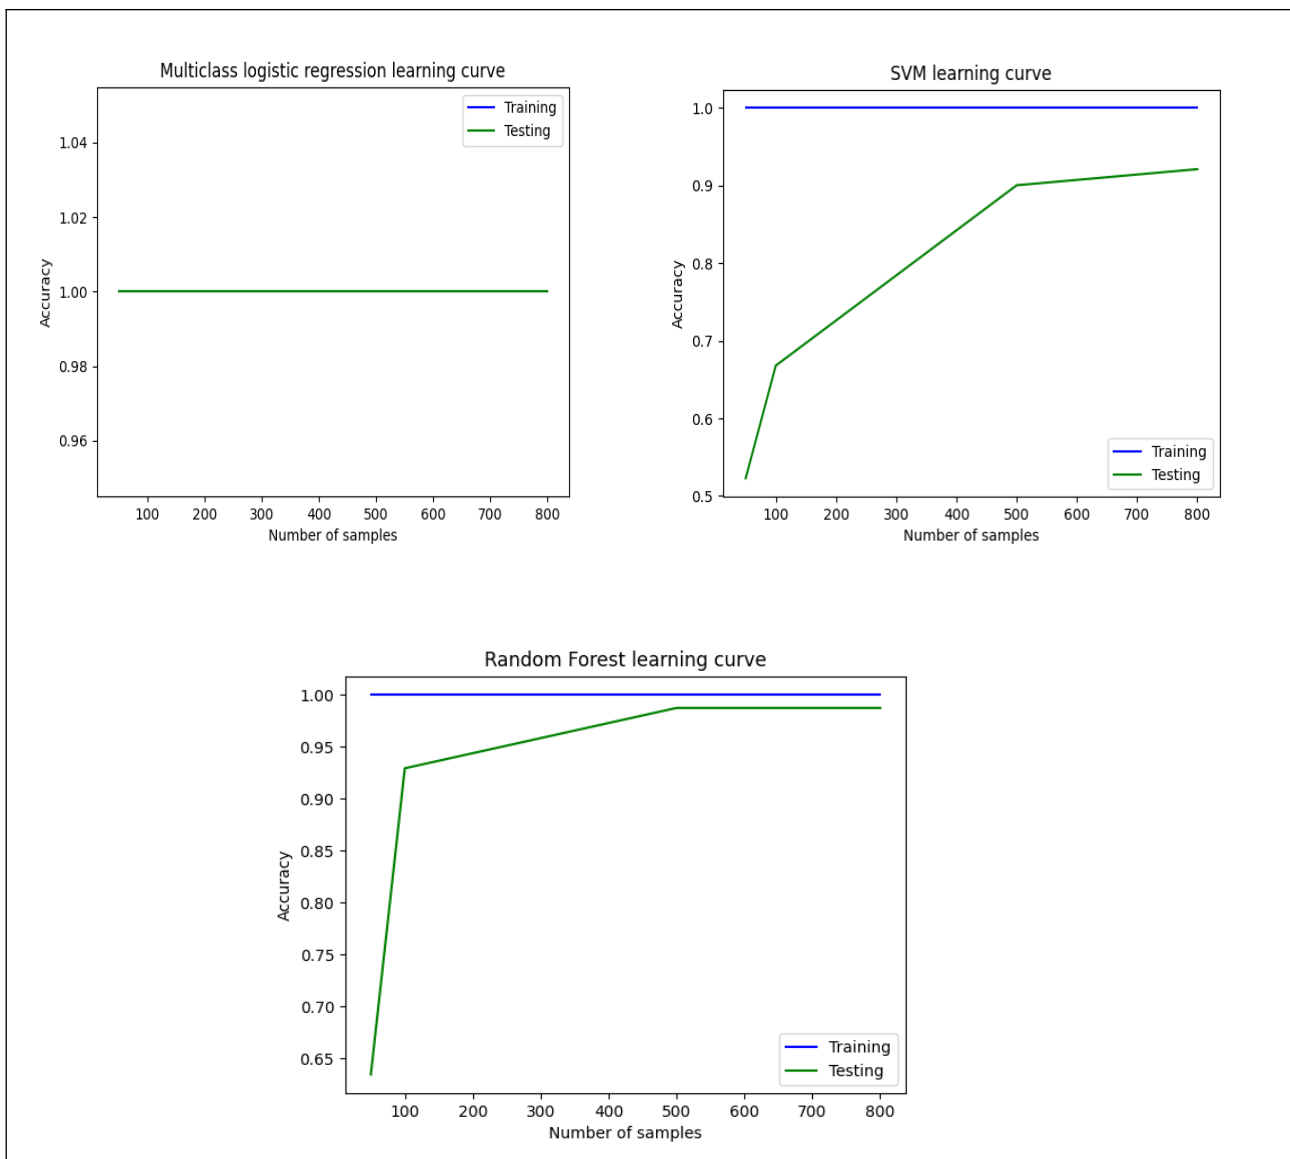 Multiclass logistic regression learning curve
Training
Testing
1.04
1.02
1.00
0.98
0.96
Accuracy
100 200 300 400 500 600 700 800
Number of samples
SVM learning curve
1.0
0.9
0.8
0.7
0.6
0.5
Accuracy
Training
Testing
100 200 300 400 500 600 700 800
Number of samples
Random Forest learning curve
1.00
0.95
0.90
0.85
0.80
0.75
0.70
0.65
Accuracy
Training
Testing
100 200 300 400 500 600 700 800
Number of samples